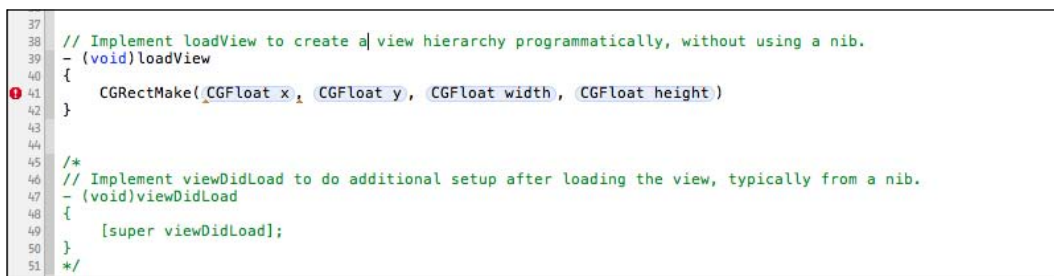 37
38 // Implement loadView to create a view hierarchy programmatically, without using a nib.
39 - (void)loadView
40 {
41 CGRectMake(CGFloat x, CGFloat y, CGFloat width, CGFloat height)
42 }
43
44
45 /*
46 // Implement viewDidLoad to do additional setup after loading the view, typically from a nib.
47 - (void)viewDidLoad
48 {
49 [super viewDidLoad];
50 }
51 */